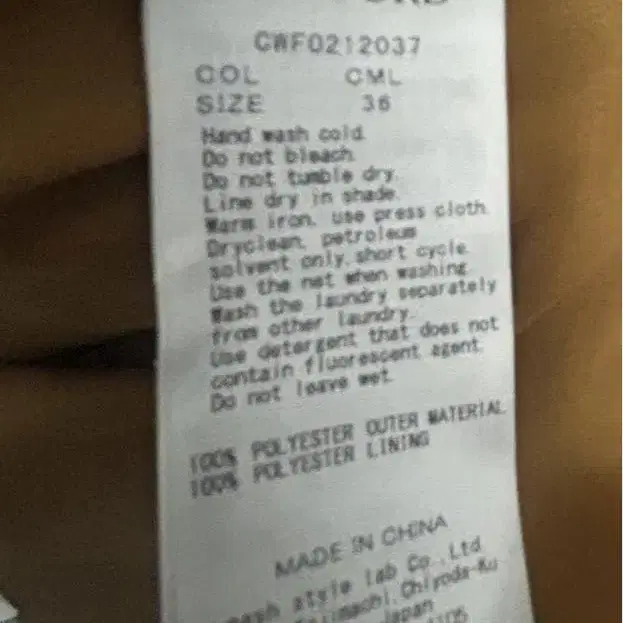 CWF0212037
COL CML
SIZE 36
Hand wash cold.
Do not bleach.
Do not tumble dry.
Line dry in shade.
Warm iron, use press cloth.
Dryclean, petroleum
solvent only, short cycle.
Use the net when washing.
Wash the laundry separately
from other laundry.
Use detergent that does not
contain fluorescent agent.
Do not leave wet.
100% POLYESTER OUTER MATERIAL
100% POLYESTER LINING
MADE IN CHINA
style lab Co.,Ltd
Chiyoda-Ku
Japan